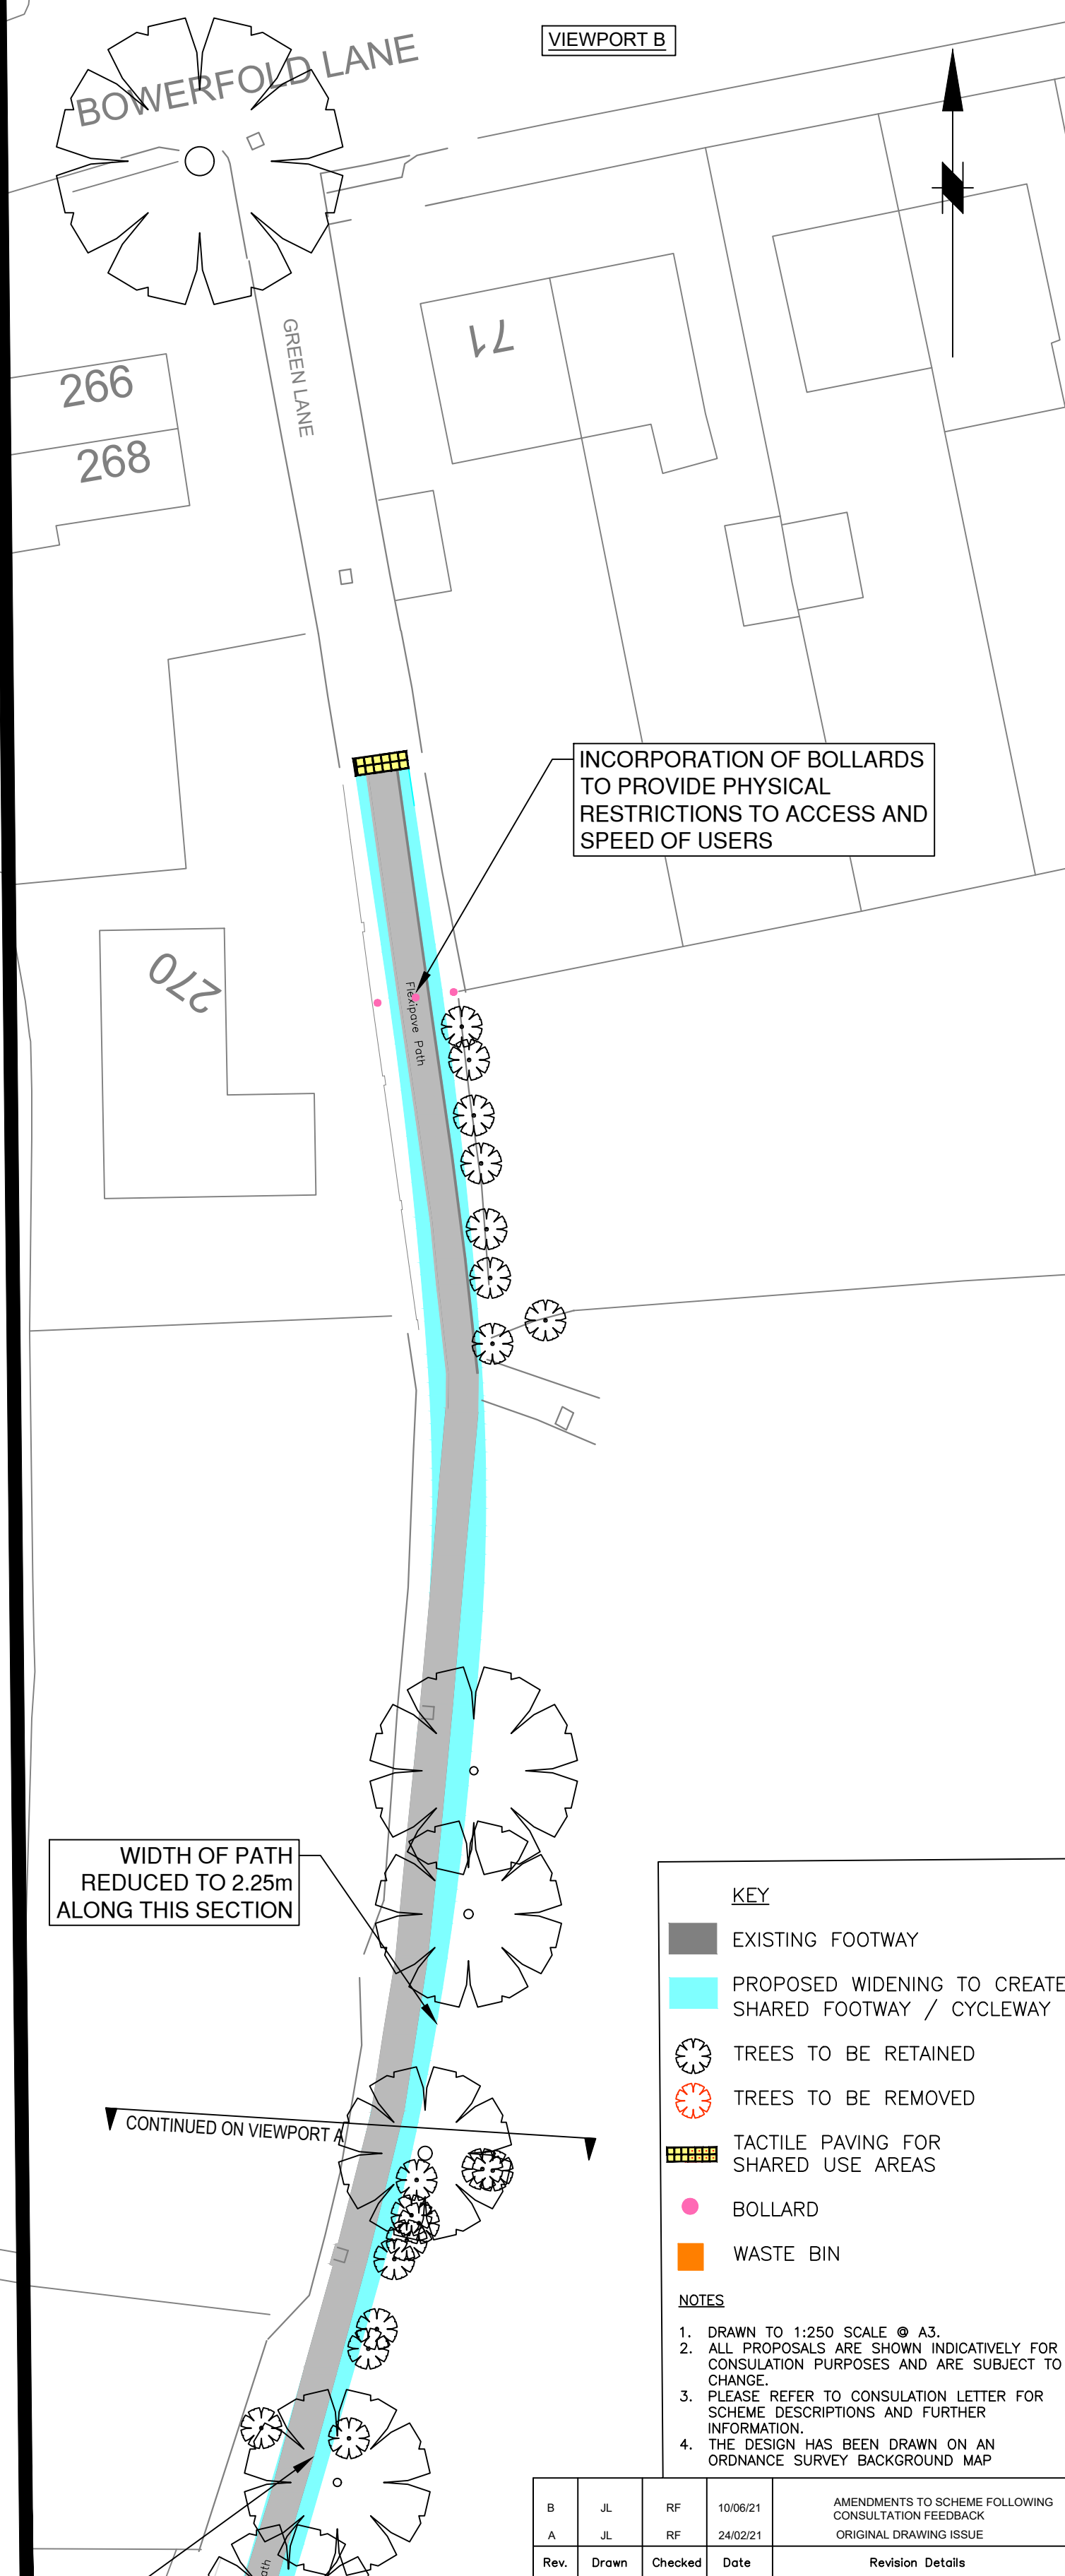 VIEWPORT B
BOWERFOLD LANE
GREEN LANE
71
266
268
INCORPORATION OF BOLLARDS
TO PROVIDE PHYSICAL
RESTRICTIONS TO ACCESS AND
SPEED OF USERS
270
Flexipave Path
WIDTH OF PATH
REDUCED TO 2.25m
ALONG THIS SECTION
CONTINUED ON VIEWPORT A
KEY
EXISTING FOOTWAY
PROPOSED WIDENING TO CREATE
SHARED FOOTWAY / CYCLEWAY
TREES TO BE RETAINED
TREES TO BE REMOVED
TACTILE PAVING FOR
SHARED USE AREAS
BOLLARD
WASTE BIN
NOTES
1. DRAWN TO 1:250 SCALE @ A3.
2. ALL PROPOSALS ARE SHOWN INDICATIVELY FOR
CONSULATION PURPOSES AND ARE SUBJECT TO
CHANGE.
3. PLEASE REFER TO CONSULATION LETTER FOR
SCHEME DESCRIPTIONS AND FURTHER
INFORMATION.
4. THE DESIGN HAS BEEN DRAWN ON AN
ORDNANCE SURVEY BACKGROUND MAP
B JL RF 10/06/21 AMENDMENTS TO SCHEME FOLLOWING
CONSULTATION FEEDBACK
A JL RF 24/02/21 ORIGINAL DRAWING ISSUE
Rev. Drawn Checked Date Revision Details